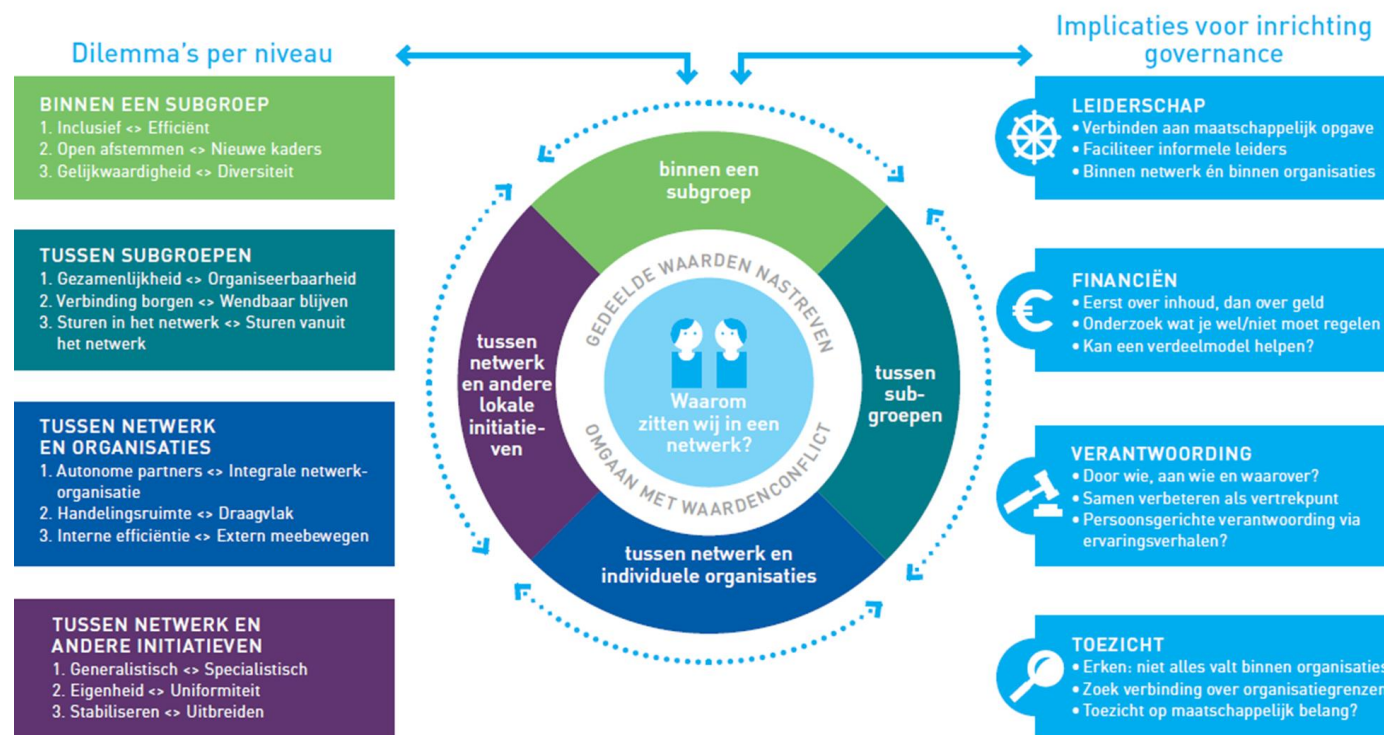 Dilemma's per niveau
BINNEN EEN SUBGROEP
1. Inclusief <> Efficiënt
2. Open afstemmen <> Nieuwe kaders
3. Gelijkwaardigheid <> Diversiteit
TUSSEN SUBGROEPEN
1. Gezamenlijkheid <> Organiseerbaarheid
2. Verbinding borgen <> Wendbaar blijven
3. Sturen in het netwerk <> Sturen vanuit
het netwerk
TUSSEN NETWERK
EN ORGANISATIES
1. Autonome partners <> Integrale netwerk-
organisatie
2. Handelingsruimte <> Draagvlak
3. Interne efficiëntie <> Extern meebewegen
TUSSEN NETWERK EN
ANDERE INITIATIEVEN
1. Generalistisch <> Specialistisch
2. Eigenheid <> Uniformiteit
3. Stabiliseren <> Uitbreiden
binnen een
subgroep
tussen
sub-
groepen
tussen netwerk en
individuele organisaties
tussen
netwerk
en andere
lokale
initiatie-
ven
GEDEELDE WAARDEN NASTREVEN
Waarom
zitten wij in een
netwerk?
OMGAAN MET WAARDENCONFLICT
Implicaties voor inrichting
governance
LEIDERSCHAP
• Verbinden aan maatschappelijk opgave
• Faciliteer informele leiders
• Binnen netwerk én binnen organisaties
FINANCIËN
• Eerst over inhoud, dan over geld
• Onderzoek wat je wel/niet moet regelen
• Kan een verdeelmodel helpen?
€
VERANTWOORDING
• Door wie, aan wie en waarover?
• Samen verbeteren als vertrekpunt
• Persoonsgerichte verantwoording via
ervaringsverhalen?
TOEZICHT
• Erken: niet alles valt binnen organisaties
• Zoek verbinding over organisatiegrenzen
• Toezicht op maatschappelijk belang?